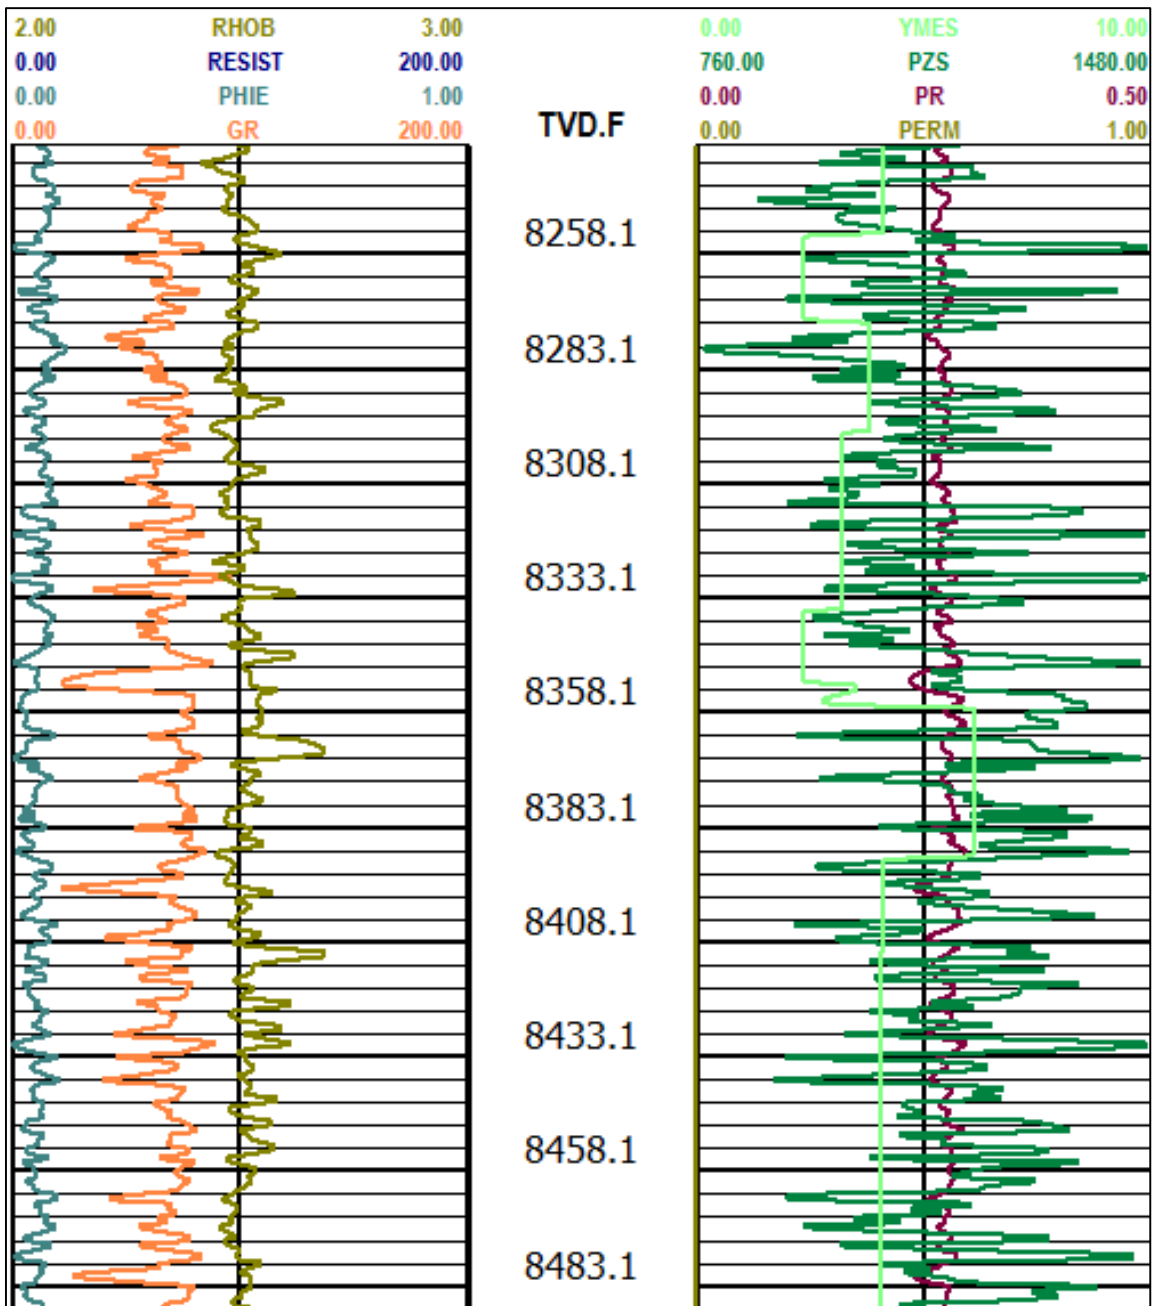 2.00 RHOB 3.00 0.00 YMES 10.00
0.00 RESIST 200.00 760.00 PZS 1480.00
0.00 PHIE 1.00 0.00 PR 0.50
0.00 GR 200.00 TVD.F 0.00 PERM 1.00
8258.1
8283.1
8308.1
8333.1
8358.1
8383.1
8408.1
8433.1
8458.1
8483.1